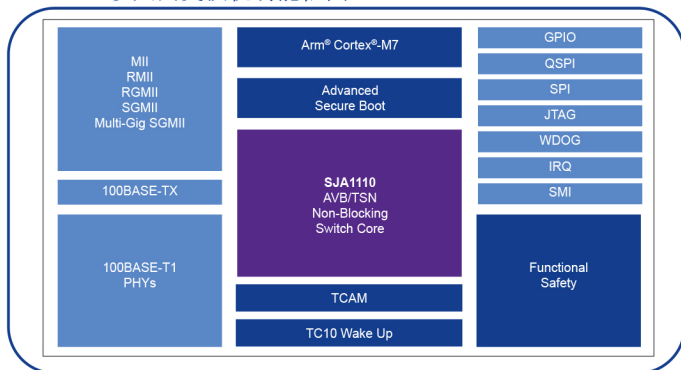 MII
RMII
RGMII
SGMII
Multi-Gig SGMII
100BASE-TX
100BASE-T1
PHYs
Arm® Cortex®-M7
Advanced
Secure Boot
SJA1110
AVB/TSN
Non-Blocking
Switch Core
TCAM
TC10 Wake Up
GPIO
QSPI
SPI
JTAG
WDOG
IRQ
SMI
Functional
Safety